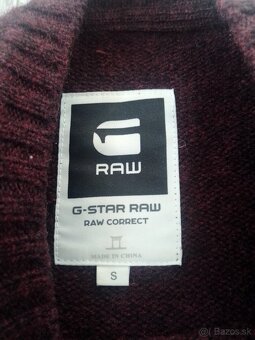 RAW
G-STAR RAW
RAW CORRECT
MADE IN CHINA
S
© Bazos.sk